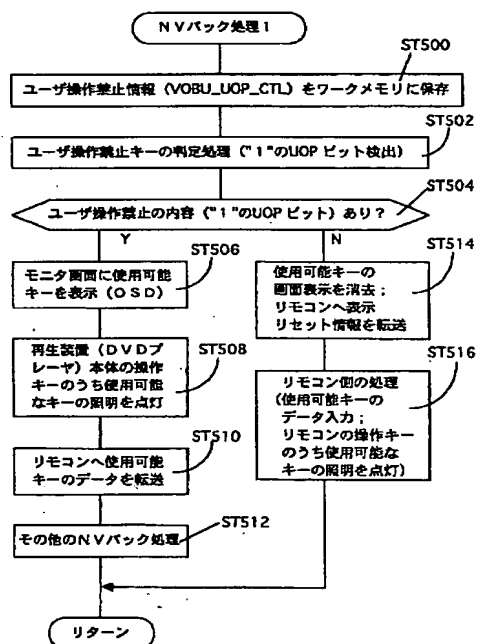 NVパック処理1
ST500
ユーザ操作禁止情報（VOBU_UOP_CTL）をワークメモリに保存
ST502
ユーザ操作禁止キーの判定処理（"1"のUOP ビット検出）
ST504
ユーザ操作禁止の内容（"1"のUOP ビット）あり？
Y
N
ST506
モニタ画面に使用可能
キーを表示（OSD）
ST508
再生装置（DVDプ
レーヤ）本体の操作
キーのうち使用可能
なキーの照明を点灯
ST510
リモコンへ使用可能
キーのデータを転送
ST512
その他のNVパック処理
ST514
使用可能キーの
画面表示を消去；
リモコンへ表示
リセット情報を転送
ST516
リモコン側の処理
（使用可能キーの
データ入力；
リモコンの操作キー
のうち使用可能な
キーの照明を点灯）
リターン